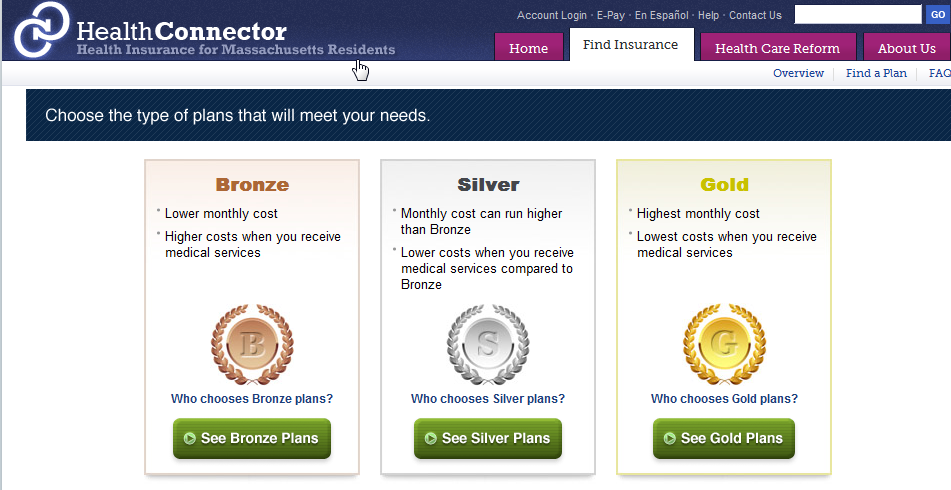 Account Login · E-Pay · En Español · Help · Contact Us
GO
HealthConnector
Health Insurance for Massachusetts Residents
Home
Find Insurance
Health Care Reform
About Us
Overview
Find a Plan
FAQ
Choose the type of plans that will meet your needs.
Bronze
Lower monthly cost
Higher costs when you receive
medical services
B
Who chooses Bronze plans?
See Bronze Plans
Silver
Monthly cost can run higher
than Bronze
Lower costs when you receive
medical services compared to
Bronze
S
Who chooses Silver plans?
See Silver Plans
Gold
Highest monthly cost
Lowest costs when you receive
medical services
G
Who chooses Gold plans?
See Gold Plans